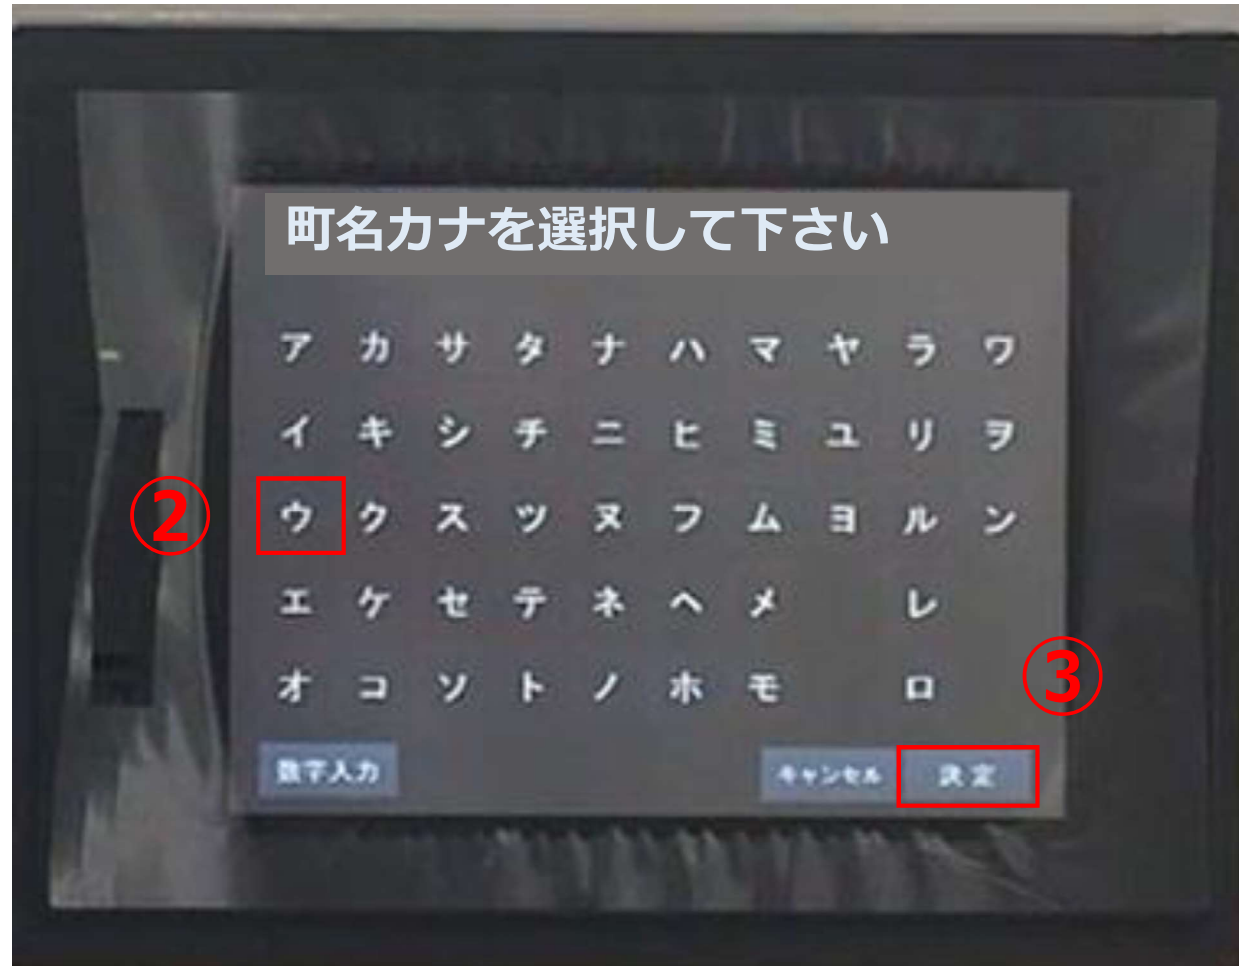 町名カナを選択して下さい
ア カ サ タ ナ ハ マ ヤ ラ ワ
イ キ シ チ ニ ヒ ミ ユ リ ヲ
② ウ ク ス ツ ヌ フ ム ヨ ル ン
エ ケ セ テ ネ ヘ メ レ
オ コ ソ ト ノ ホ モ ロ
③
数字入力 キャンセル 決定